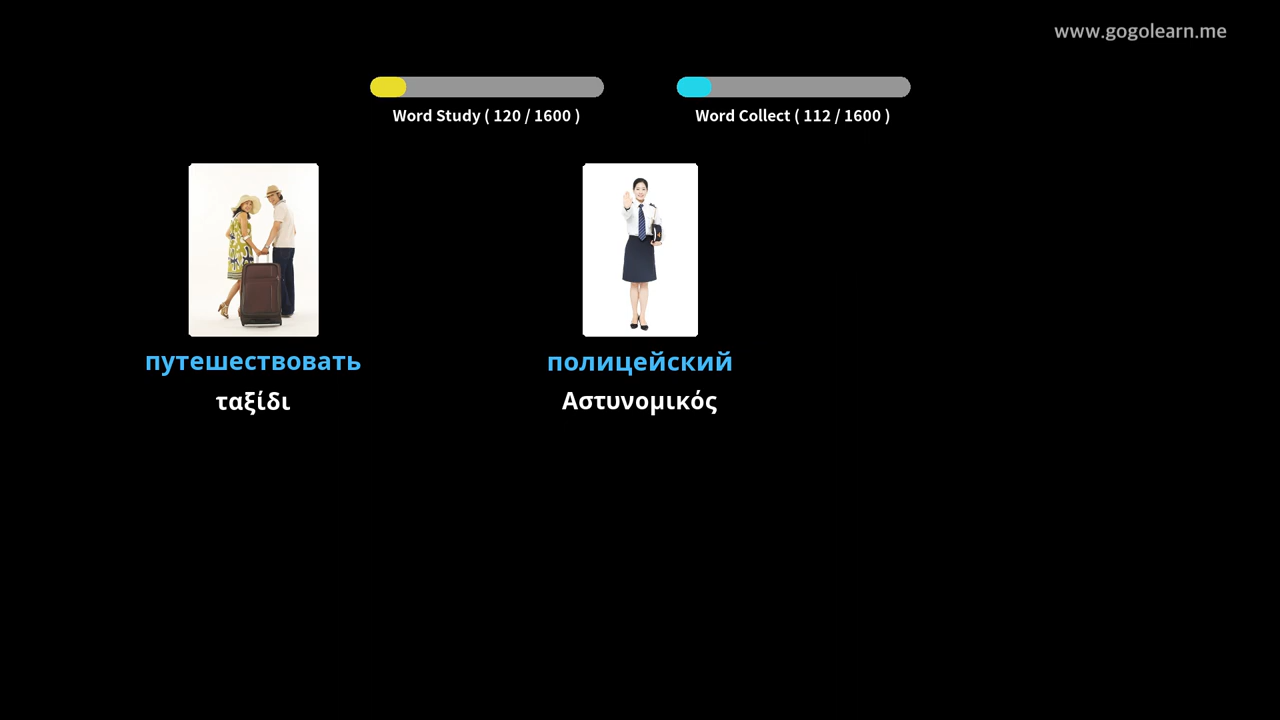 www.gogolearn.me
Word Study ( 120 / 1600 )
Word Collect ( 112 / 1600 )
путешествовать
ταξίδι
полицейский
Αστυνομικός